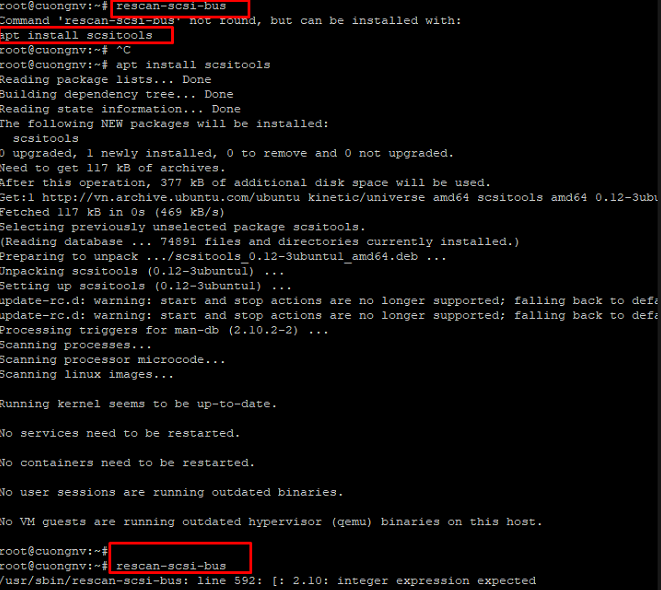 root@cuongnv:~# rescan-scsi-bus
Command 'rescan-scsi-bus' not found, but can be installed with:
apt install scsitools
root@cuongnv:~# ^C
root@cuongnv:~# apt install scsitools
Reading package lists... Done
Building dependency tree... Done
Reading state information... Done
The following NEW packages will be installed:
  scsitools
0 upgraded, 1 newly installed, 0 to remove and 0 not upgraded.
Need to get 117 kB of archives.
After this operation, 377 kB of additional disk space will be used.
Get:1 http://vn.archive.ubuntu.com/ubuntu kinetic/universe amd64 scsitools amd64 0.12-3ubu
Fetched 117 kB in 0s (469 kB/s)
Selecting previously unselected package scsitools.
(Reading database ... 74891 files and directories currently installed.)
Preparing to unpack .../scsitools_0.12-3ubuntu1_amd64.deb ...
Unpacking scsitools (0.12-3ubuntu1) ...
Setting up scsitools (0.12-3ubuntu1) ...
update-rc.d: warning: start and stop actions are no longer supported; falling back to defa
update-rc.d: warning: start and stop actions are no longer supported; falling back to defa
Processing triggers for man-db (2.10.2-2) ...
Scanning processes...
Scanning processor microcode...
Scanning linux images...
Running kernel seems to be up-to-date.
No services need to be restarted.
No containers need to be restarted.
No user sessions are running outdated binaries.
No VM guests are running outdated hypervisor (qemu) binaries on this host.
root@cuongnv:~#
root@cuongnv:~# rescan-scsi-bus
/usr/sbin/rescan-scsi-bus: line 592: [: 2.10: integer expression expected